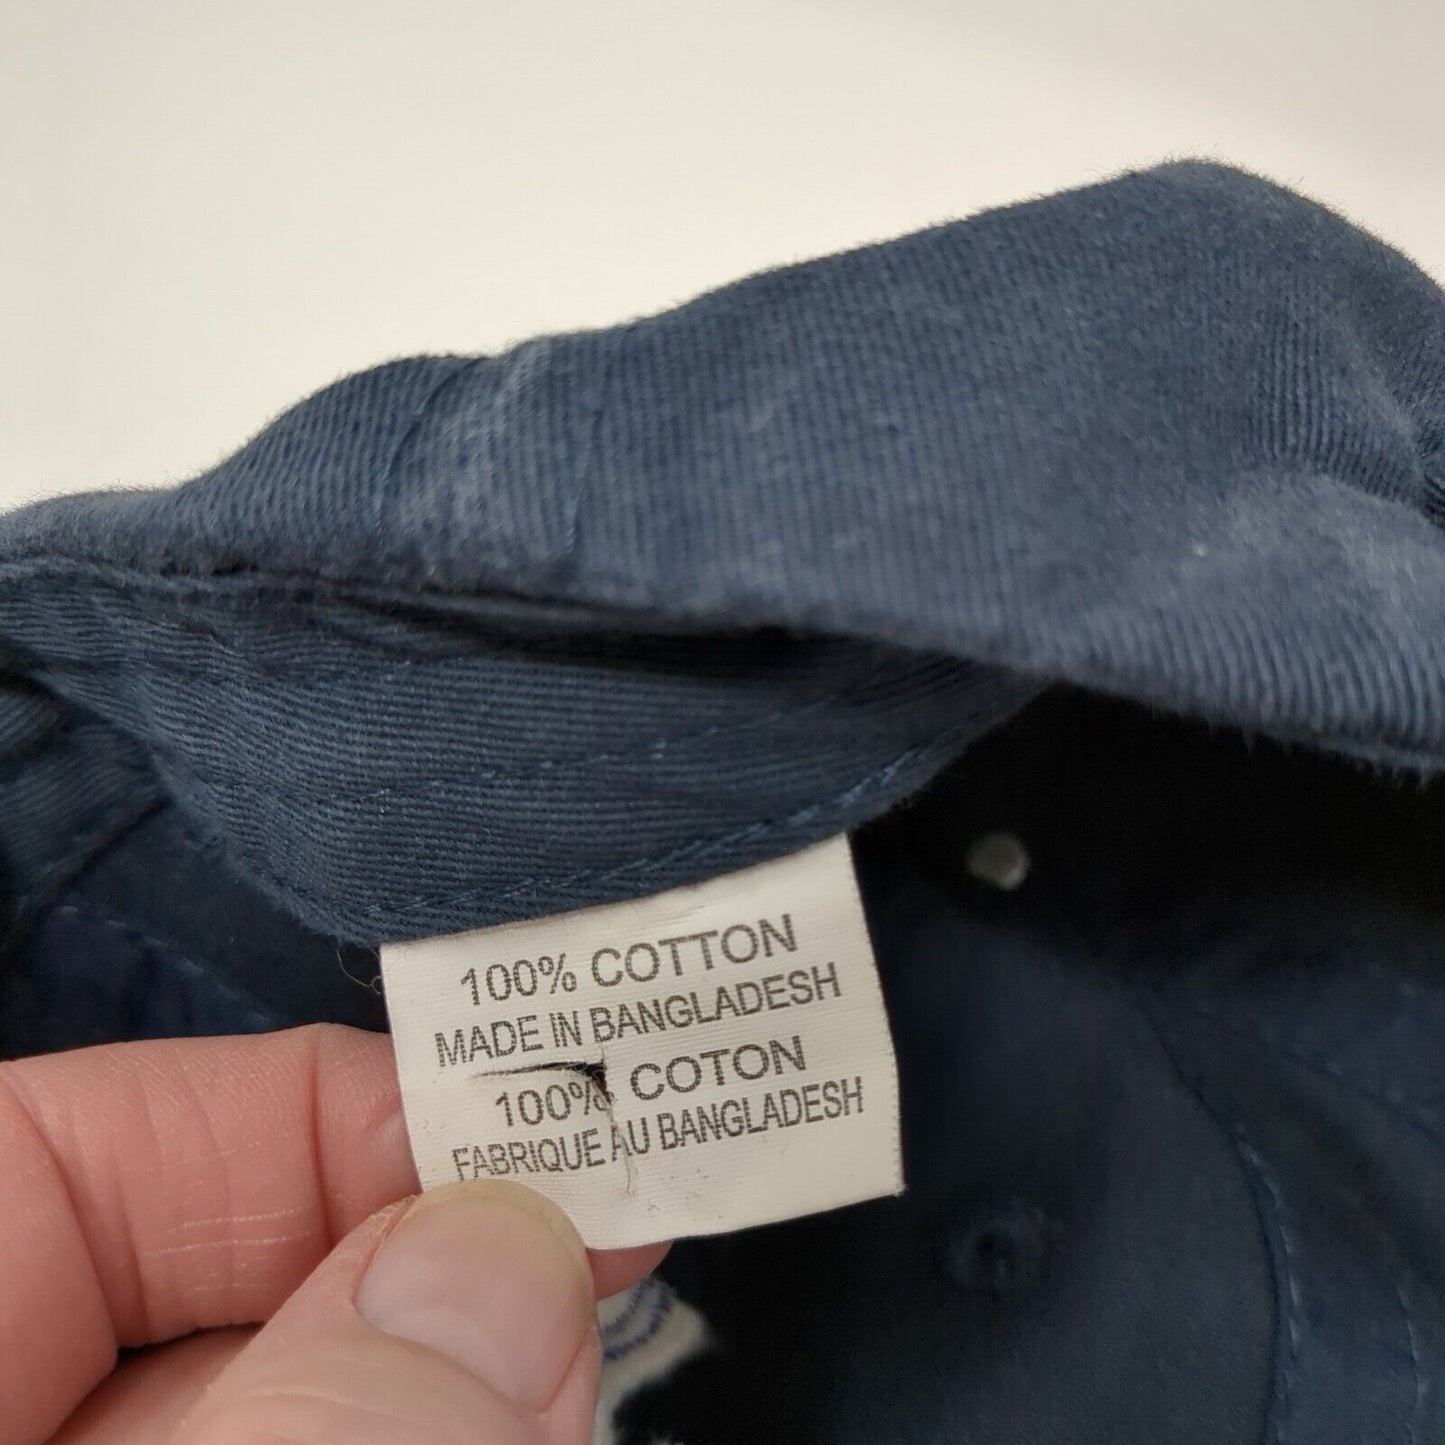 100% COTTON
MADE IN BANGLADESH
100% COTON
FABRIQUE AU BANGLADESH